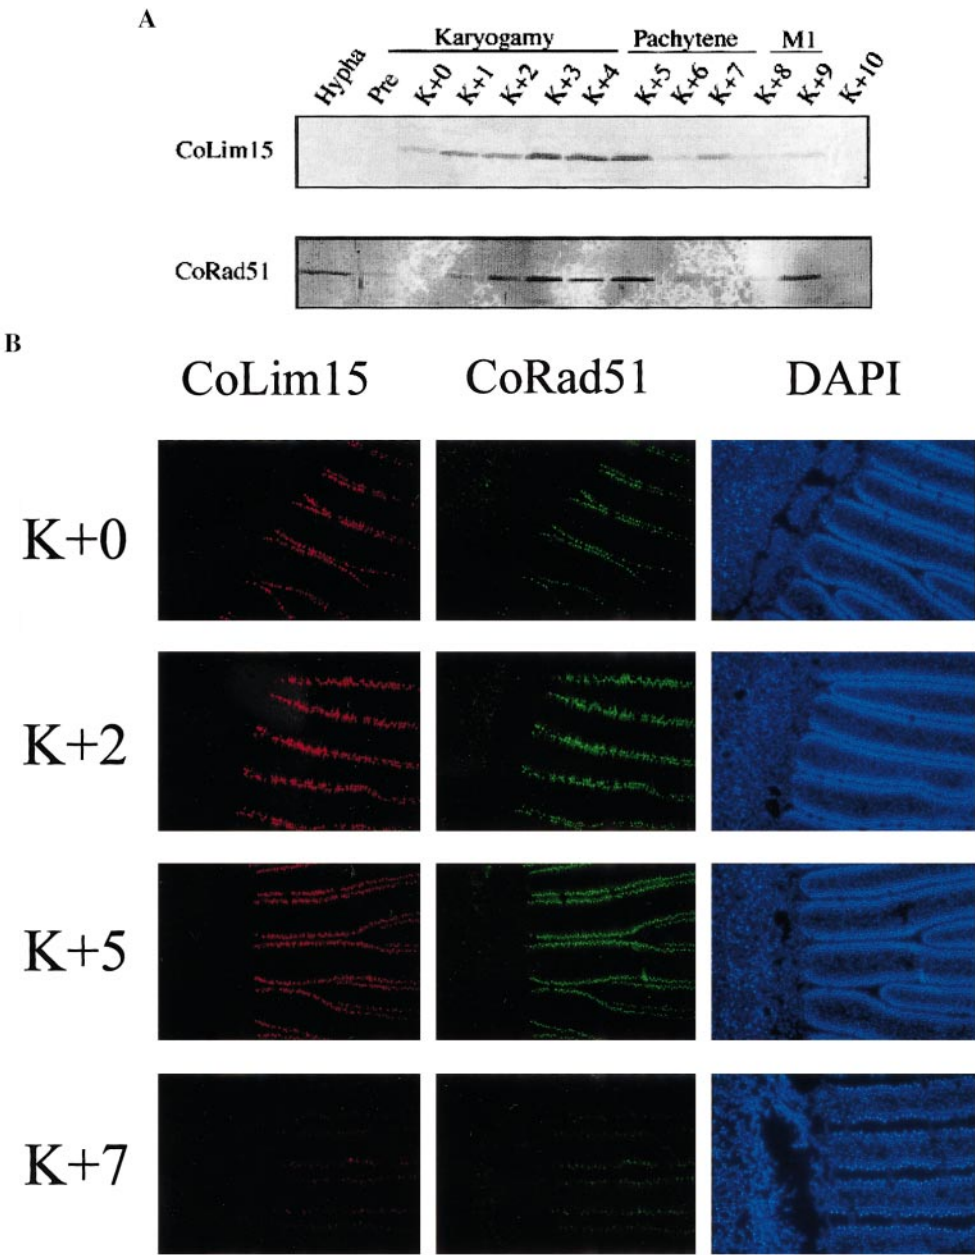 A
Karyogamy Pachytene M1
Hypha Pre K+0 K+1 K+2 K+3 K+4 K+5 K+6 K+7 K+8 K+9 K+10
CoLim15
CoRad51
B
CoLim15 CoRad51 DAPI
K+0
K+2
K+5
K+7